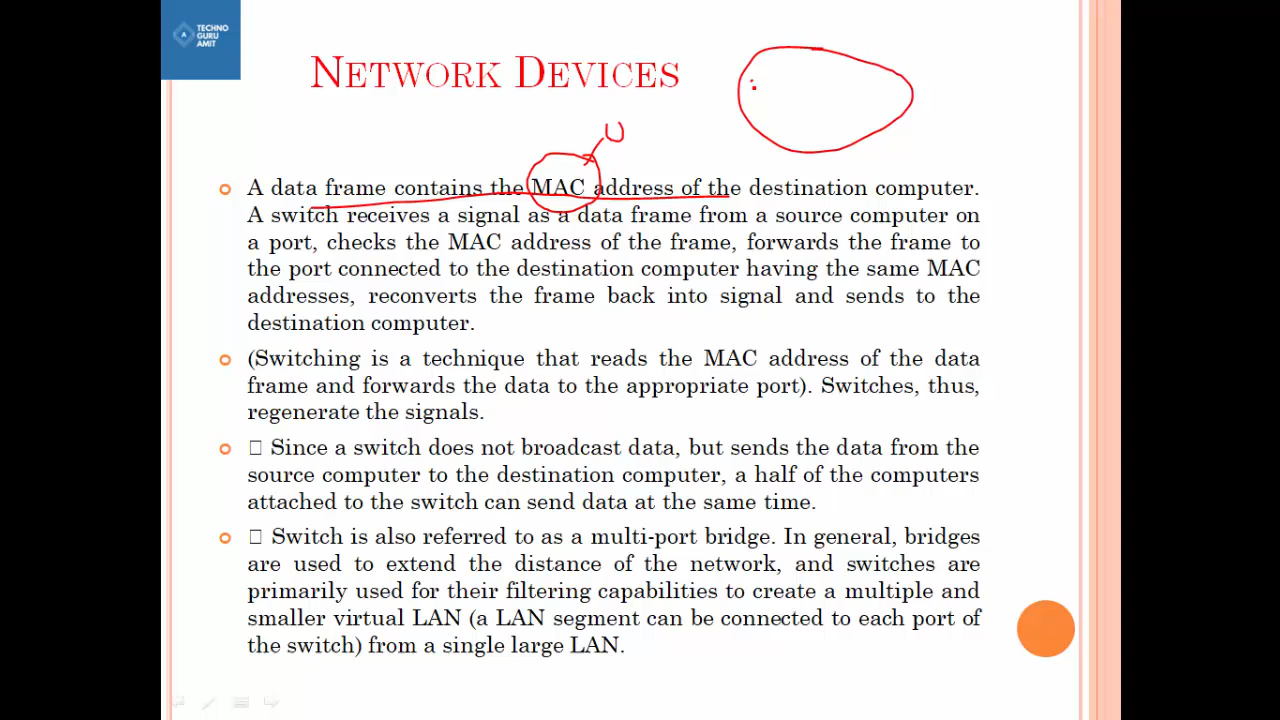 TECHNO
GURU
AMIT
NETWORK DEVICES
U
A data frame contains the MAC address of the destination computer.
A switch receives a signal as a data frame from a source computer on
a port, checks the MAC address of the frame, forwards the frame to
the port connected to the destination computer having the same MAC
addresses, reconverts the frame back into signal and sends to the
destination computer.
(Switching is a technique that reads the MAC address of the data
frame and forwards the data to the appropriate port). Switches, thus,
regenerate the signals.
Since a switch does not broadcast data, but sends the data from the
source computer to the destination computer, a half of the computers
attached to the switch can send data at the same time.
Switch is also referred to as a multi-port bridge. In general, bridges
are used to extend the distance of the network, and switches are
primarily used for their filtering capabilities to create a multiple and
smaller virtual LAN (a LAN segment can be connected to each port of
the switch) from a single large LAN.